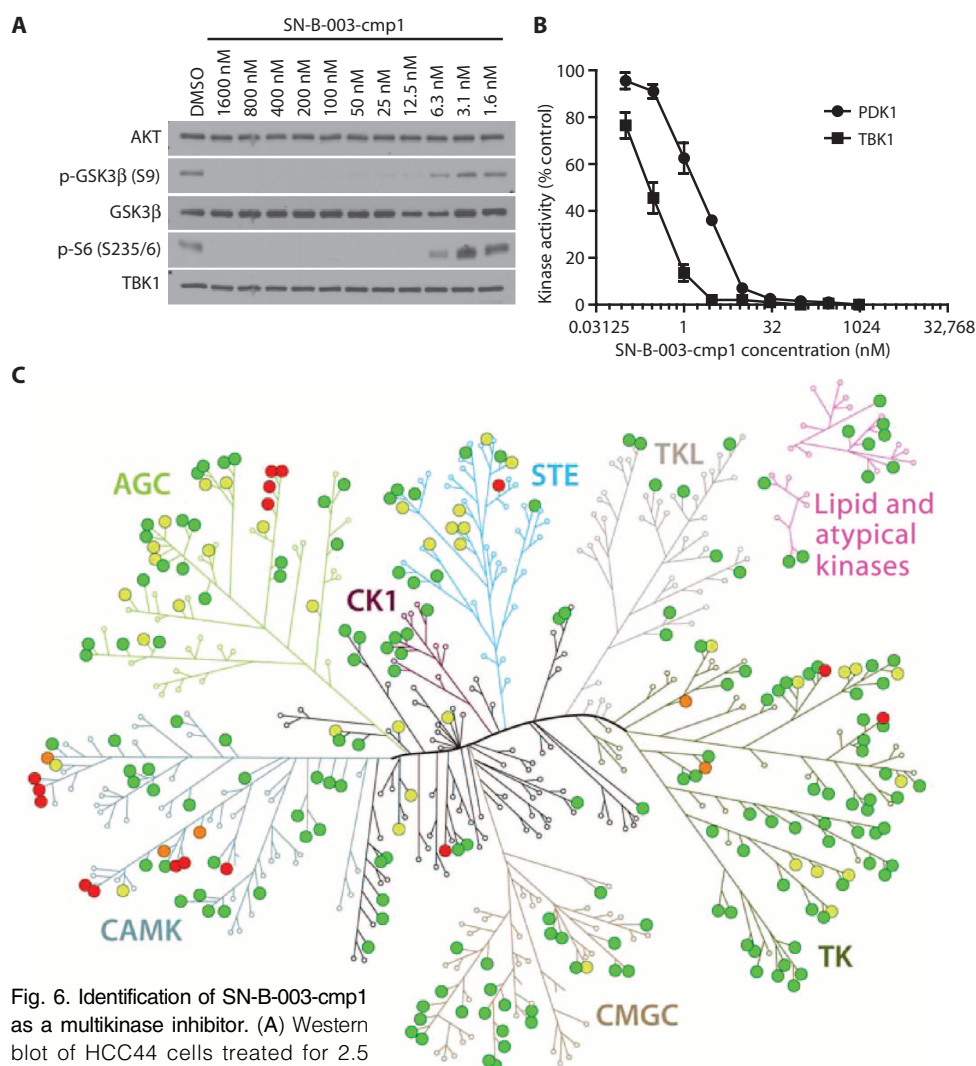 A
SN-B-003-cmp1
DMSO
1600 nM
800 nM
400 nM
200 nM
100 nM
50 nM
25 nM
12.5 nM
6.3 nM
3.1 nM
1.6 nM
AKT
p-GSK3β (S9)
GSK3β
p-S6 (S235/6)
TBK1
B
Kinase activity (% control)
100
80
60
40
20
0
0.03125
1
32
1024
32,768
SN-B-003-cmp1 concentration (nM)
PDK1
TBK1
C
AGC
STE
TKL
Lipid and
atypical
kinases
CK1
CAMK
CMGC
TK
Fig. 6. Identification of SN-B-003-cmp1
as a multikinase inhibitor. (A) Western
blot of HCC44 cells treated for 2.5